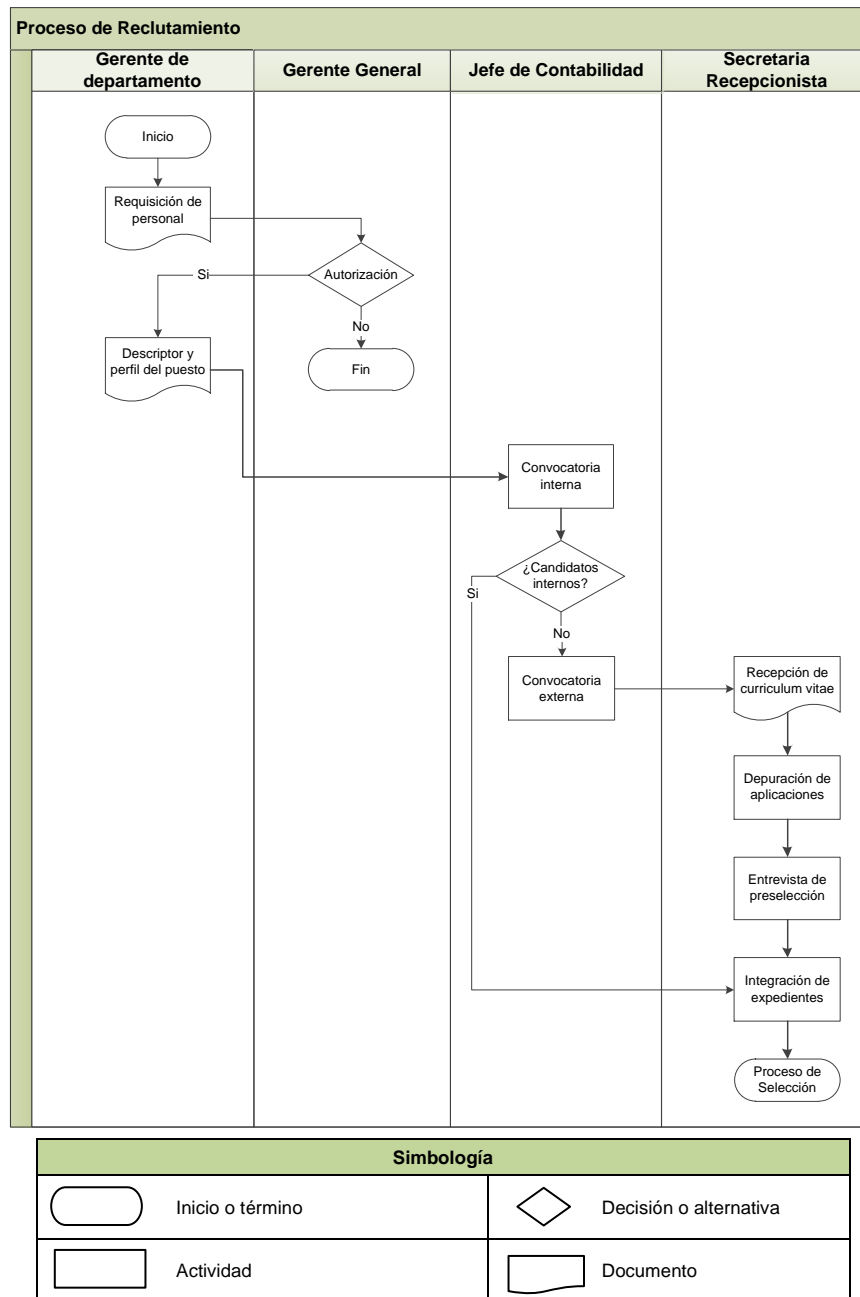 Proceso de Reclutamiento
Gerente de
departamento
Gerente General
Jefe de Contabilidad
Secretaria
Recepcionista
Inicio
Requisición de
personal
Autorización
Si
No
Descriptor y
perfil del puesto
Fin
Convocatoria
interna
¿Candidatos
internos?
Si
No
Convocatoria
externa
Recepción de
curriculum vitae
Depuración de
aplicaciones
Entrevista de
preselección
Integración de
expedientes
Proceso de
Selección
Simbología
Inicio o término
Decisión o alternativa
Actividad
Documento